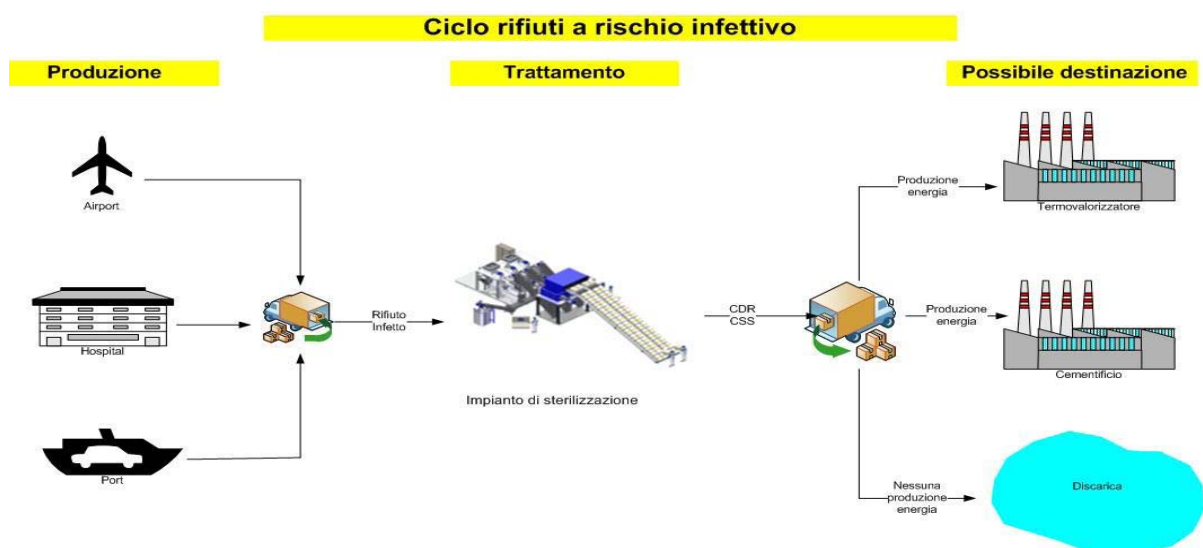 Ciclo rifiuti a rischio infettivo
Produzione
Trattamento
Possibile destinazione
Airport
Hospital
Port
Rifiuto
Infetto
Impianto di sterilizzazione
CDR
CSS
Produzione
energia
Termovalorizzatore
Produzione
energia
Cementificio
Nessuna
produzione
energia
Discarica